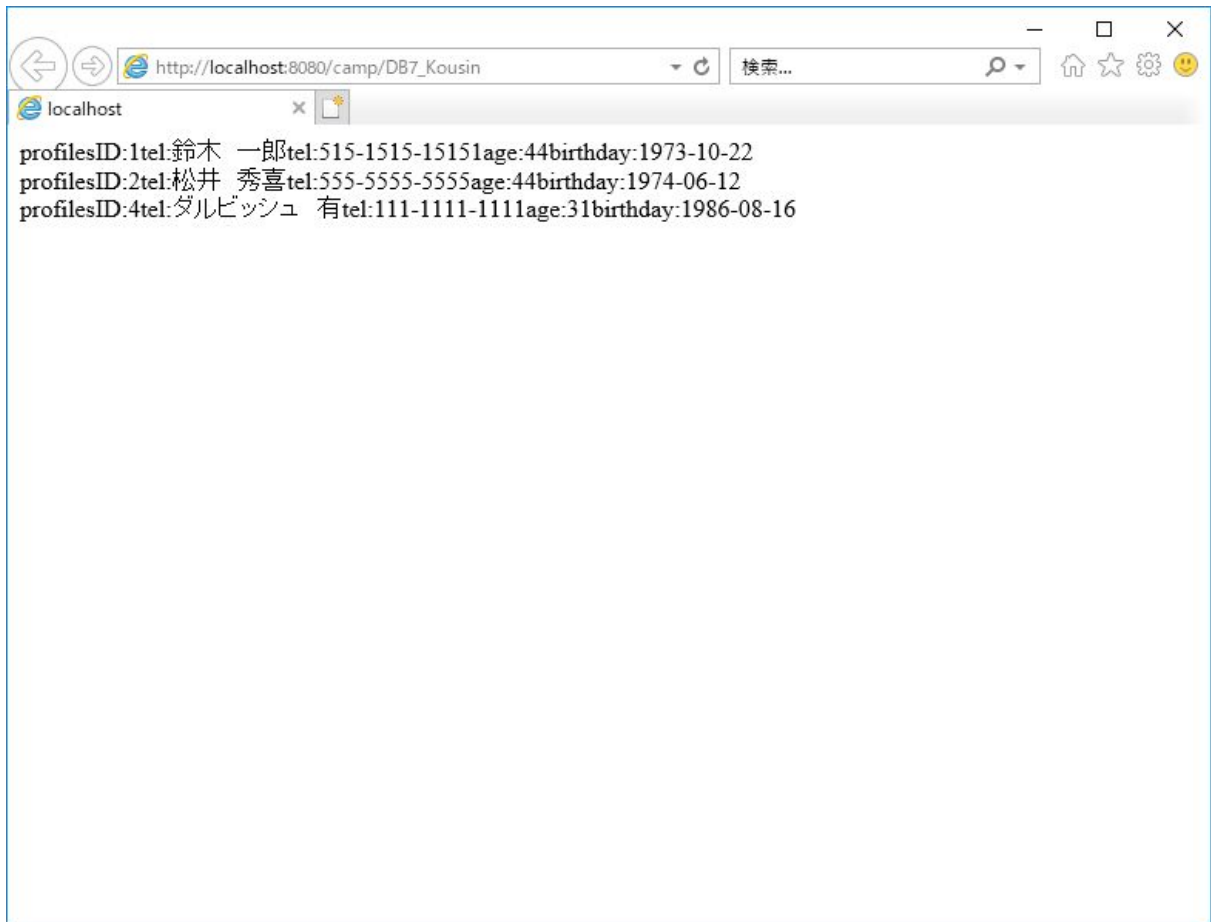 http://localhost:8080/camp/DB7_Kousin
検索...
localhost
profilesID:1tel:鈴木　一郎tel:515-1515-15151age:44birthday:1973-10-22
profilesID:2tel:松井　秀喜tel:555-5555-5555age:44birthday:1974-06-12
profilesID:4tel:ダルビッシュ　有tel:111-1111-1111age:31birthday:1986-08-16